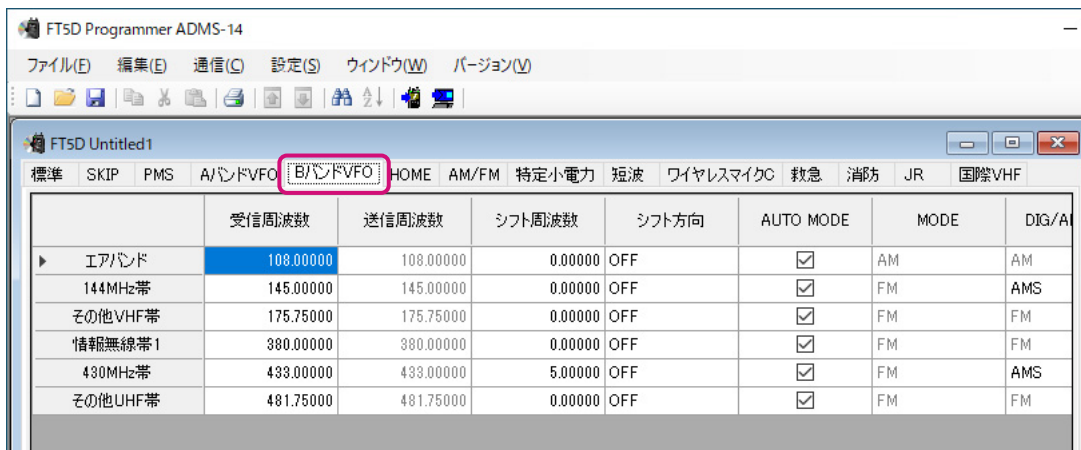 FT5D Programmer ADMS-14
ファイル(F) 編集(E) 通信(C) 設定(S) ウィンドウ(W) バージョン(V)
FT5D Untitled1
標準 SKIP PMS AバンドVFO BバンドVFO HOME AM/FM 特定小電力 短波 ワイヤレスマイクC 救急 消防 JR 国際VHF
受信周波数 送信周波数 シフト周波数 シフト方向 AUTO MODE MODE DIG/A
エアバンド 108.00000 108.00000 0.00000 OFF AM AM
144MHz帯 145.00000 145.00000 0.00000 OFF FM AMS
その他VHF帯 175.75000 175.75000 0.00000 OFF FM FM
情報無線帯1 380.00000 380.00000 0.00000 OFF FM FM
430MHz帯 433.00000 433.00000 5.00000 OFF FM AMS
その他UHF帯 481.75000 481.75000 0.00000 OFF FM FM